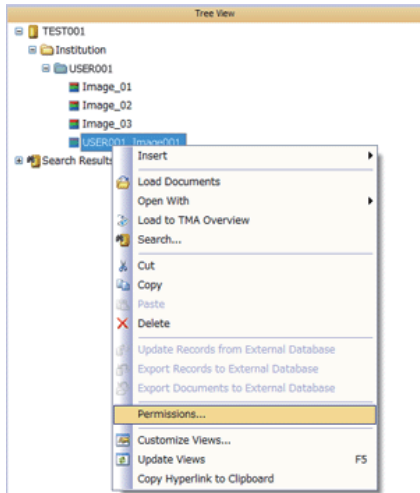 Tree View
TEST001
Institution
USER001
Image_01
Image_02
Image_03
USER001_Image001
Search Results
Insert
Load Documents
Open With
Load to TMA Overview
Search...
Cut
Copy
Paste
Delete
Update Records from External Database
Export Records to External Database
Export Documents to External Database
Permissions...
Customize Views...
Update Views F5
Copy Hyperlink to Clipboard